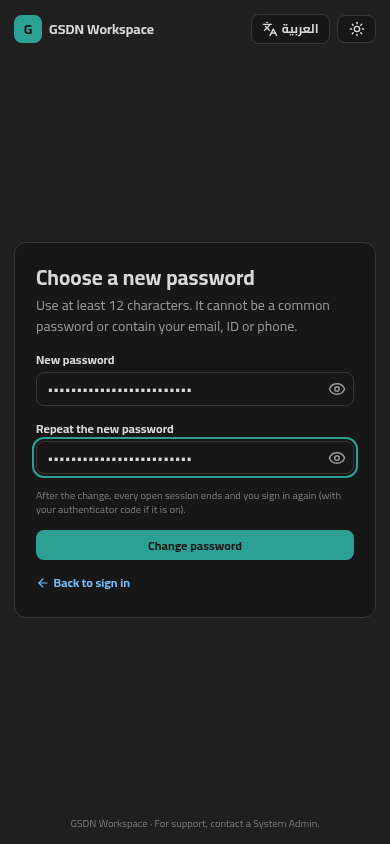 G GSDN Workspace
العربية
Choose a new password
Use at least 12 characters. It cannot be a common
password or contain your email, ID or phone.
New password
Repeat the new password
After the change, every open session ends and you sign in again (with
your authenticator code if it is on).
Change password
← Back to sign in
GSDN Workspace · For support, contact a System Admin.